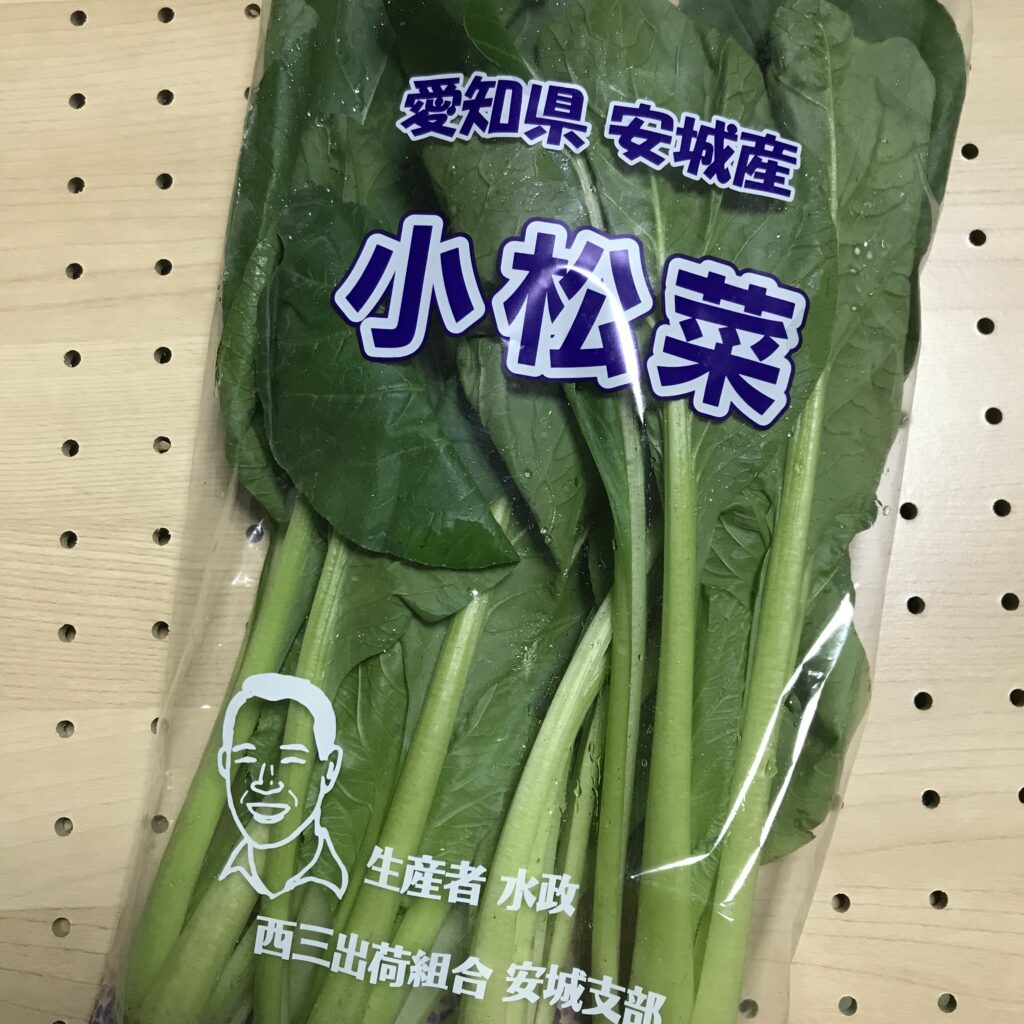 愛知県 安城産
小松菜
生産者 水政
西三出荷組合 安城支部